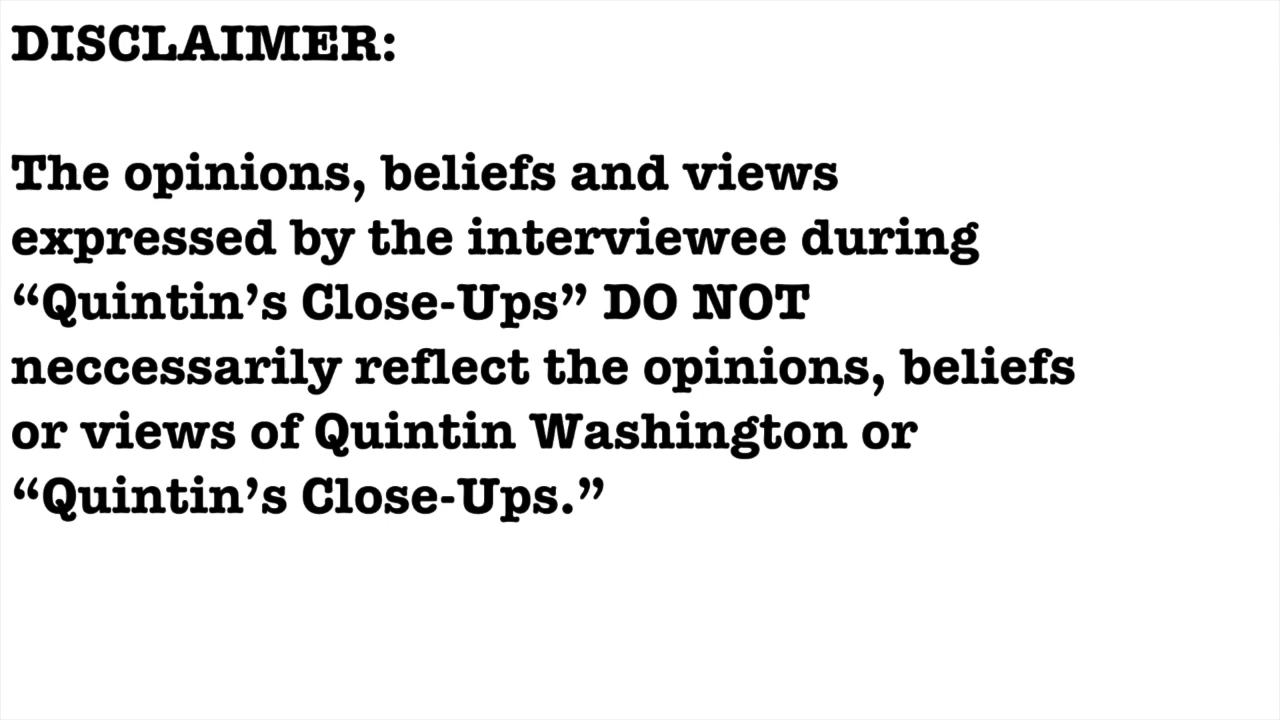 DISCLAIMER:
The opinions, beliefs and views
expressed by the interviewee during
“Quintin’s Close-Ups” DO NOT
neccessarily reflect the opinions, beliefs
or views of Quintin Washington or
“Quintin’s Close-Ups.”